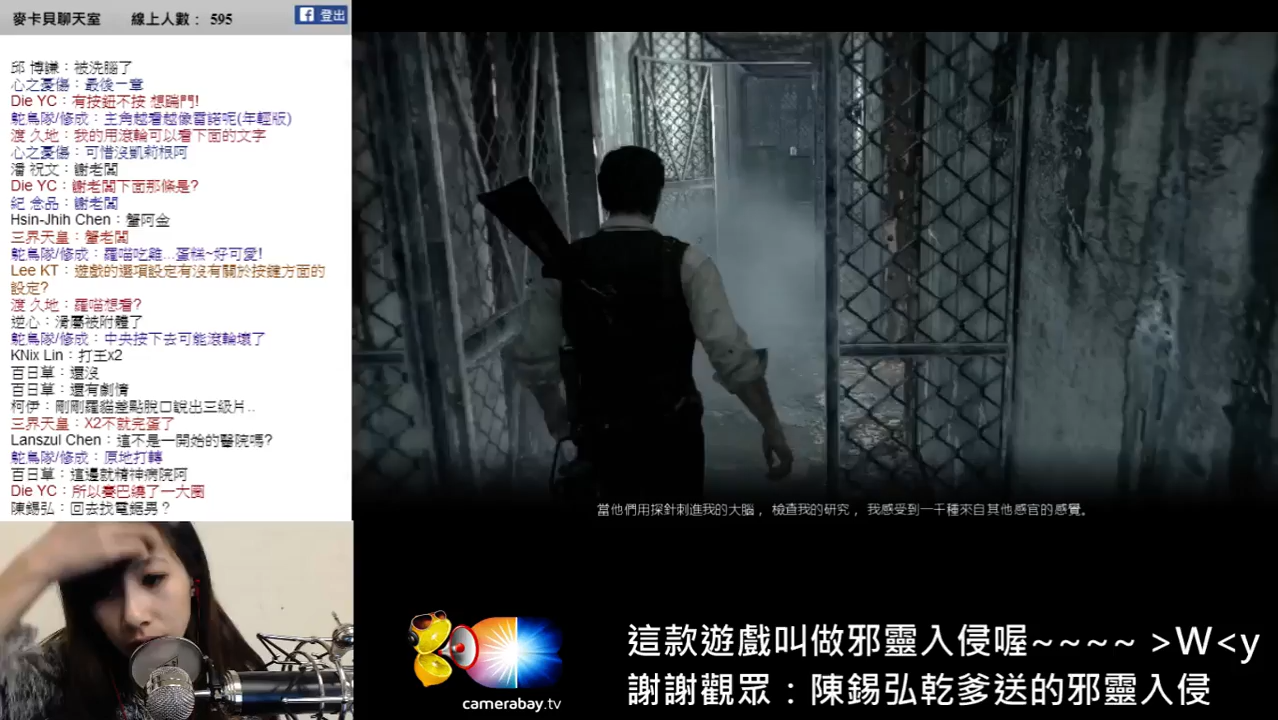 麥卡貝聊天室 線上人數： 595
登出
邱 博謙：被洗腦了
心之憂傷：最後一章
Die YC：有按鈕不按 想踹門!
鴕鳥隊/修成：主角越看越像雷諾呢(年輕版)
渡 久地：我的用滾輪可以看下面的文字
心之憂傷：可惜沒凱莉根阿
潘 祝文：謝老闆
Die YC：謝老闆下面那條是?
紀 念品：謝老闆
Hsin-Jhih Chen：蟹阿金
三界天皇：蟹老闆
鴕鳥隊/修成：羅喵吃雞...蛋糕~好可愛!
Lee KT：遊戲的選項設定有沒有關於按鍵方面的
設定?
渡 久地：羅喵想看?
逆心：滑屬被附體了
鴕鳥隊/修成：中央按下去可能滾輪壞了
KNix Lin：打王x2
百日草：還沒
百日草：還有劇情
柯伊：剛剛羅貓差點脫口說出三級片..
三界天皇：X2不就完蛋了
Lanszul Chen：這不是一開始的醫院嗎?
鴕鳥隊/修成：原地打轉
百日草：這邊就精神病院阿
Die YC：所以賽巴繞了一大圈
陳錫弘：回去找電鋸男？
當他們用探針刺進我的大腦，檢查我的研究，我感受到一千種來自其他感官的感覺。
camerabay.tv
這款遊戲叫做邪靈入侵喔~~~~ >W<y
謝謝觀眾：陳錫弘乾爹送的邪靈入侵